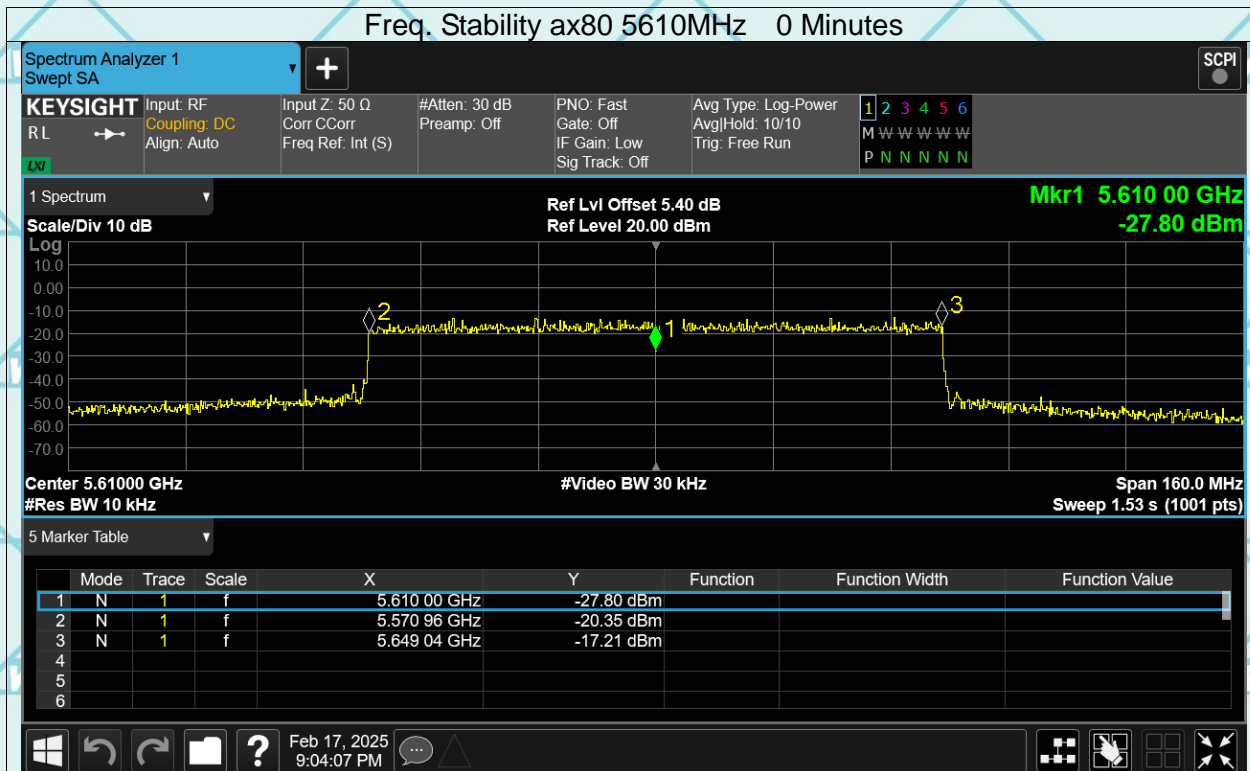 Freq. Stability ax80 5610MHz 0 Minutes
Spectrum Analyzer 1
Swept SA
+
SCPI
KEYSIGHT
R L
LXI
Input: RF
Coupling: DC
Align: Auto
Input Z: 50 Ω
Corr CCorr
Freq Ref: Int (S)
#Atten: 30 dB
Preamp: Off
PNO: Fast
Gate: Off
IF Gain: Low
Sig Track: Off
Avg Type: Log-Power
Avg|Hold: 10/10
Trig: Free Run
1 2 3 4 5 6
M W W W W W W
P N N N N N N
1 Spectrum
Scale/Div 10 dB
Ref Lvl Offset 5.40 dB
Ref Level 20.00 dBm
Mkr1 5.610 00 GHz
-27.80 dBm
Log
10.0
0.00
-10.0
-20.0
-30.0
-40.0
-50.0
-60.0
-70.0
2
1
3
Center 5.61000 GHz
#Video BW 30 kHz
Span 160.0 MHz
#Res BW 10 kHz
Sweep 1.53 s (1001 pts)
5 Marker Table
Mode Trace Scale X Y Function Function Width Function Value
1 N 1 f 5.610 00 GHz -27.80 dBm
2 N 1 f 5.570 96 GHz -20.35 dBm
3 N 1 f 5.649 04 GHz -17.21 dBm
4
5
6
?
Feb 17, 2025
9:04:07 PM